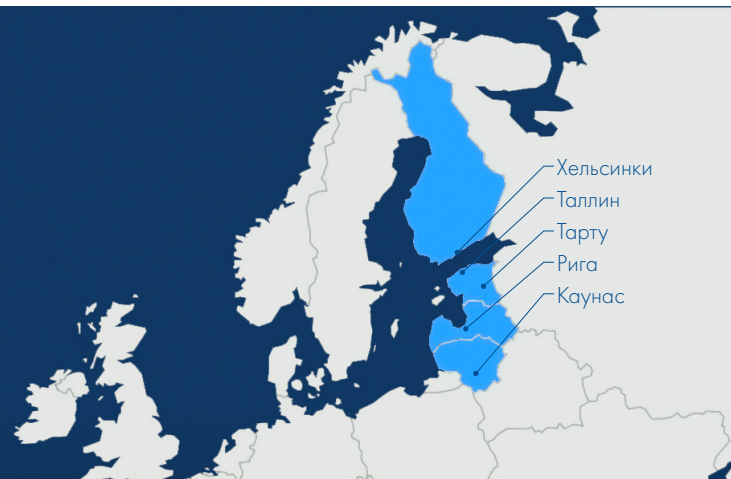 Хельсинки
Таллин
Тарту
Рига
Каунас